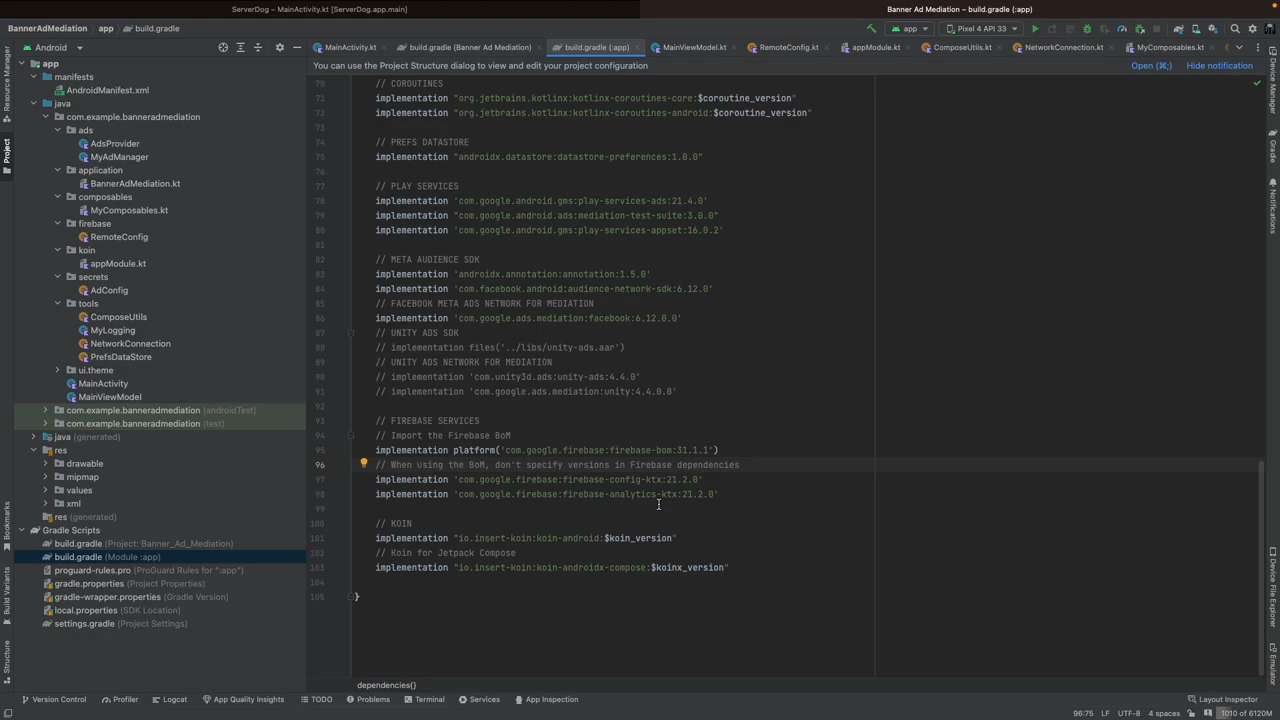 ServerDog – MainActivity.kt [ServerDog.app.main]
Banner Ad Mediation – build.gradle (:app)
BannerAdMediation
app
build.gradle
app
Pixel 4 API 33
Android
MainActivity.kt
build.gradle (Banner Ad Mediation)
build.gradle (:app)
MainViewModel.kt
RemoteConfig.kt
appModule.kt
ComposeUtils.kt
NetworkConnection.kt
MyComposables.kt
You can use the Project Structure dialog to view and edit your project configuration
Open (⌘;)
Hide notification
Resource Manager
Project
Bookmarks
Build Variants
Structure
app
manifests
AndroidManifest.xml
java
com.example.banneradmediation
ads
AdsProvider
MyAdManager
application
BannerAdMediation.kt
composables
MyComposables.kt
firebase
RemoteConfig
koin
appModule.kt
secrets
AdConfig
tools
ComposeUtils
MyLogging
NetworkConnection
PrefsDataStore
ui.theme
MainActivity
MainViewModel
com.example.banneradmediation (androidTest)
com.example.banneradmediation (test)
java (generated)
res
drawable
mipmap
values
xml
res (generated)
Gradle Scripts
build.gradle (Project: Banner_Ad_Mediation)
build.gradle (Module :app)
proguard-rules.pro (ProGuard Rules for ":app")
gradle.properties (Project Properties)
gradle-wrapper.properties (Gradle Version)
local.properties (SDK Location)
settings.gradle (Project Settings)
70 // COROUTINES
71 implementation "org.jetbrains.kotlinx:kotlinx-coroutines-core:$coroutine_version"
72 implementation "org.jetbrains.kotlinx:kotlinx-coroutines-android:$coroutine_version"
73
74 // PREFS DATASTORE
75 implementation "androidx.datastore:datastore-preferences:1.0.0"
76
77 // PLAY SERVICES
78 implementation 'com.google.android.gms:play-services-ads:21.4.0'
79 implementation "com.google.android.ads:mediation-test-suite:3.0.0"
80 implementation 'com.google.android.gms:play-services-appset:16.0.2'
81
82 // META AUDIENCE SDK
83 implementation 'androidx.annotation:annotation:1.5.0'
84 implementation 'com.facebook.android:audience-network-sdk:6.12.0'
85 // FACEBOOK META ADS NETWORK FOR MEDIATION
86 implementation 'com.google.ads.mediation:facebook:6.12.0.0'
87 // UNITY ADS SDK
88 // implementation files('../libs/unity-ads.aar')
89 // UNITY ADS NETWORK FOR MEDIATION
90 // implementation 'com.unity3d.ads:unity-ads:4.4.0'
91 // implementation 'com.google.ads.mediation:unity:4.4.0.0'
92
93 // FIREBASE SERVICES
94 // Import the Firebase BoM
95 implementation platform('com.google.firebase:firebase-bom:31.1.1')
96 // When using the BoM, don't specify versions in Firebase dependencies
97 implementation 'com.google.firebase:firebase-config-ktx:21.2.0'
98 implementation 'com.google.firebase:firebase-analytics-ktx:21.2.0'
99
100 // KOIN
101 implementation "io.insert-koin:koin-android:$koin_version"
102 // Koin for Jetpack Compose
103 implementation "io.insert-koin:koin-androidx-compose:$koinx_version"
104
105 }
dependencies{}
Device Manager
Gradle
Notifications
Device File Explorer
Emulator
Version Control
Profiler
Logcat
App Quality Insights
TODO
Problems
Terminal
Services
App Inspection
Layout Inspector
96:75 LF UTF-8 4 spaces 1010 of 6120M